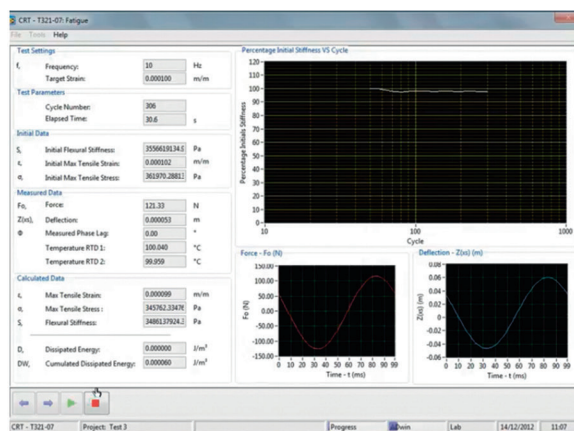 CRT - T321-07: Fatigue
File Tools Help
Test Settings
f, Frequency: 10 Hz
Target Strain: 0.000100 m/m
Test Parameters
Cycle Number: 306
Elapsed Time: 30.6 s
Initial Data
S, Initial Flexural Stiffness: 3556619134.5 Pa
ε, Initial Max Tensile Strain: 0.000102 m/m
σ, Initial Max Tensile Stress: 361970.28811 Pa
Measured Data
Fo, Force: 121.33 N
Z(xs), Deflection: 0.000053 m
Φ Measured Phase Lag: 0.00 °
Temperature RTD 1: 100.040 °C
Temperature RTD 2: 99.959 °C
Calculated Data
ε, Max Tensile Strain: 0.000099 m/m
σ, Max Tensile Stress : 345762.33476 Pa
S, Flexural Stiffness: 3486137924.2 Pa
D, Dissipated Energy: 0.000000 J/m³
DW, Cumulated Dissipated Energy: 0.000060 J/m³
Percentage Initial Stiffness VS Cycle
Percentage Initials Stiffness
120
110
100
90
80
70
60
50
40
30
20
10
0
10 100 1000
Cycle
Force - Fo (N)
Fo (N)
150.00
100.00
50.00
0.00
-50.00
-100.00
-150.00
0 10 20 30 40 50 60 70 80 90 99
Time - t (ms)
Deflection - Z(xs) (m)
Z(xs) (m)
0.08
0.06
0.04
0.02
0
-0.02
-0.04
-0.06
0 10 20 30 40 50 60 70 80 90 99
Time - t (ms)
CRT - T321-07 Project: Test 3 Progress Edwin Lab 14/12/2012 11:07